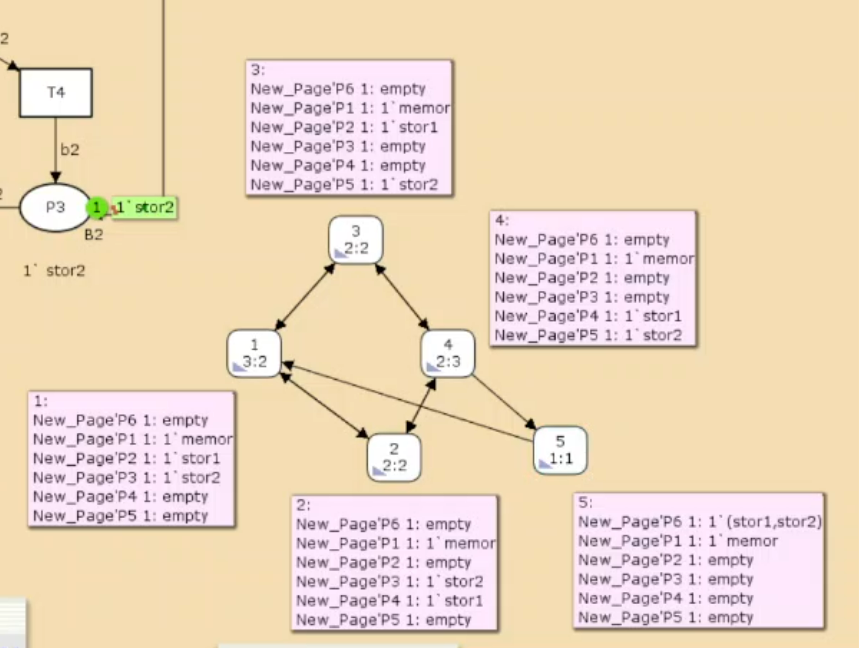 2
T4
b2
2
P3
1
1`stor2
B2
1` stor2
3:
New_Page'P6 1: empty
New_Page'P1 1: 1`memor
New_Page'P2 1: 1`stor1
New_Page'P3 1: empty
New_Page'P4 1: empty
New_Page'P5 1: 1`stor2
3
2:2
4:
New_Page'P6 1: empty
New_Page'P1 1: 1`memor
New_Page'P2 1: empty
New_Page'P3 1: empty
New_Page'P4 1: 1`stor1
New_Page'P5 1: 1`stor2
1
3:2
4
2:3
1:
New_Page'P6 1: empty
New_Page'P1 1: 1`memor
New_Page'P2 1: 1`stor1
New_Page'P3 1: 1`stor2
New_Page'P4 1: empty
New_Page'P5 1: empty
2
2:2
5
1:1
2:
New_Page'P6 1: empty
New_Page'P1 1: 1`memor
New_Page'P2 1: empty
New_Page'P3 1: 1`stor2
New_Page'P4 1: 1`stor1
New_Page'P5 1: empty
5:
New_Page'P6 1: 1`(stor1,stor2)
New_Page'P1 1: 1`memor
New_Page'P2 1: empty
New_Page'P3 1: empty
New_Page'P4 1: empty
New_Page'P5 1: empty